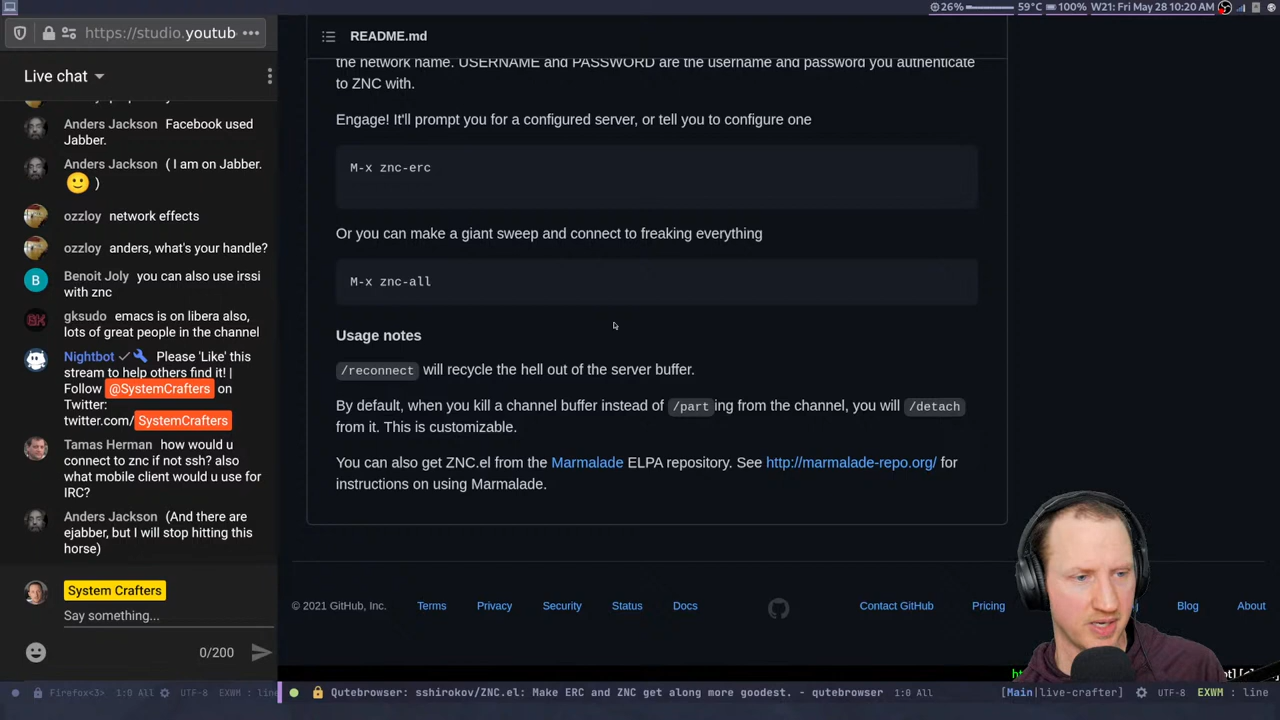 26% 59°C 100% W21: Fri May 28 10:20 AM
https://studio.youtub
Live chat
Anders Jackson Facebook used
Jabber.
Anders Jackson ( I am on Jabber.
)
ozzloy network effects
ozzloy anders, what's your handle?
Benoit Joly you can also use irssi
with znc
gksudo emacs is on libera also,
lots of great people in the channel
Nightbot Please 'Like' this
stream to help others find it! |
Follow @SystemCrafters on
Twitter:
twitter.com/ SystemCrafters
Tamas Herman how would u
connect to znc if not ssh? also
what mobile client would u use for
IRC?
Anders Jackson (And there are
ejabber, but I will stop hitting this
horse)
System Crafters
Say something...
0/200
README.md
the network name. USERNAME and PASSWORD are the username and password you authenticate
to ZNC with.
Engage! It'll prompt you for a configured server, or tell you to configure one
M-x znc-erc
Or you can make a giant sweep and connect to freaking everything
M-x znc-all
Usage notes
/reconnect will recycle the hell out of the server buffer.
By default, when you kill a channel buffer instead of /part ing from the channel, you will /detach
from it. This is customizable.
You can also get ZNC.el from the Marmalade ELPA repository. See http://marmalade-repo.org/ for
instructions on using Marmalade.
© 2021 GitHub, Inc. Terms Privacy Security Status Docs Contact GitHub Pricing Blog About
Firefox<3> 1:0 All UTF-8 EXWM : line
Qutebrowser: sshirokov/ZNC.el: Make ERC and ZNC get along more goodest. - qutebrowser 1:0 All [Main|live-crafter] UTF-8 EXWM : line